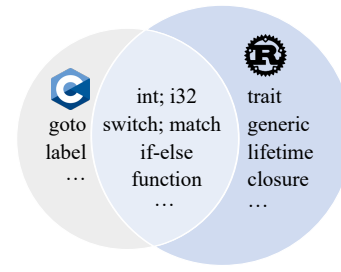 C
R
goto
label
…
int; i32
switch; match
if-else
function
…
trait
generic
lifetime
closure
…